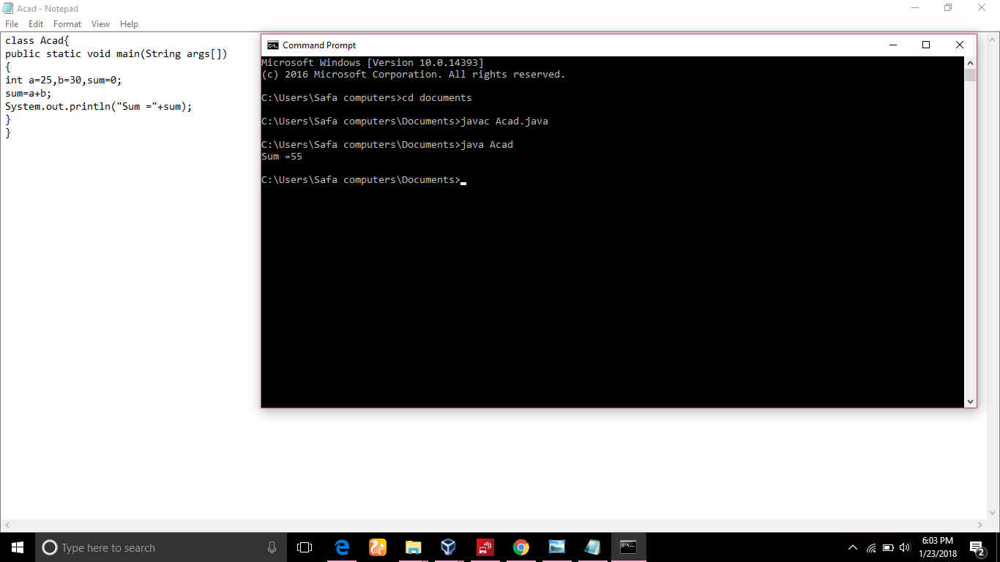 Acad - Notepad
File Edit Format View Help
class Acad{
public static void main(String args[])
{
int a=25,b=30,sum=0;
sum=a+b;
System.out.println("Sum ="+sum);
}
}
Command Prompt
Microsoft Windows [Version 10.0.14393]
(c) 2016 Microsoft Corporation. All rights reserved.
C:\Users\Safa computers>cd documents
C:\Users\Safa computers\Documents>javac Acad.java
C:\Users\Safa computers\Documents>java Acad
Sum =55
C:\Users\Safa computers\Documents>
Type here to search
6:03 PM
1/23/2018
2